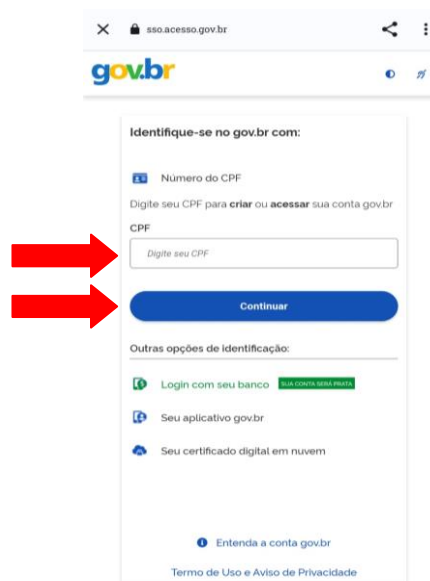 sso.acesso.gov.br
gov.br
Identifique-se no gov.br com:
Número do CPF
Digite seu CPF para criar ou acessar sua conta gov.br
CPF
Digite seu CPF
Continuar
Outras opções de identificação:
Login com seu banco SUA CONTA SERÁ PRATA
Seu aplicativo gov.br
Seu certificado digital em nuvem
Entenda a conta gov.br
Termo de Uso e Aviso de Privacidade